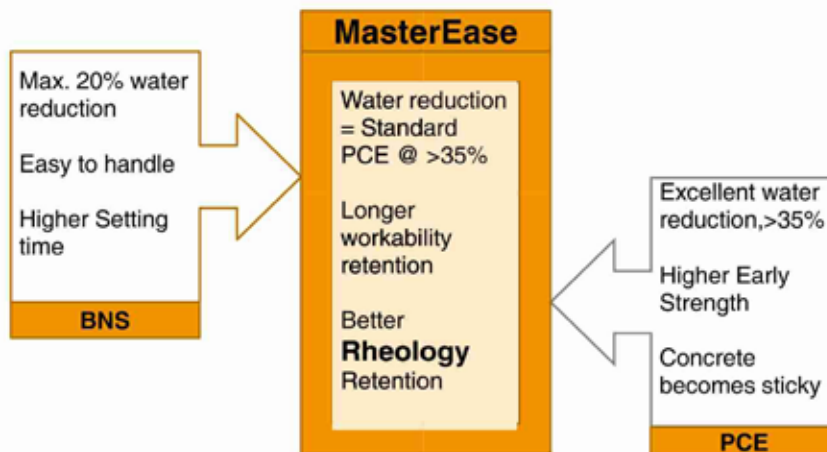 MasterEase
Max. 20% water
reduction
Easy to handle
Higher Setting
time
BNS
Water reduction
= Standard
PCE @ >35%
Longer
workability
retention
Better
Rheology
Retention
Excellent water
reduction,>35%
Higher Early
Strength
Concrete
becomes sticky
PCE